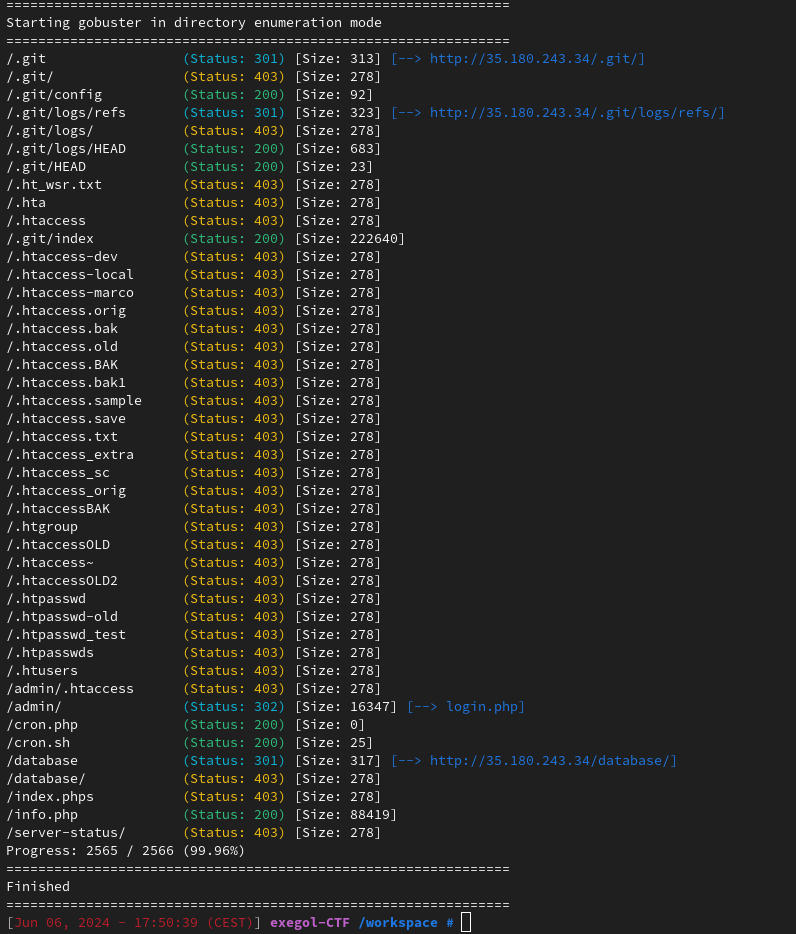 ===============================================================
Starting gobuster in directory enumeration mode
===============================================================
/.git                 (Status: 301) [Size: 313] [--> http://35.180.243.34/.git/]
/.git/                (Status: 403) [Size: 278]
/.git/config          (Status: 200) [Size: 92]
/.git/logs/refs       (Status: 301) [Size: 323] [--> http://35.180.243.34/.git/logs/refs/]
/.git/logs/           (Status: 403) [Size: 278]
/.git/logs/HEAD       (Status: 200) [Size: 683]
/.git/HEAD            (Status: 200) [Size: 23]
/.ht_wsr.txt          (Status: 403) [Size: 278]
/.hta                 (Status: 403) [Size: 278]
/.htaccess            (Status: 403) [Size: 278]
/.git/index           (Status: 200) [Size: 222640]
/.htaccess-dev        (Status: 403) [Size: 278]
/.htaccess-local      (Status: 403) [Size: 278]
/.htaccess-marco      (Status: 403) [Size: 278]
/.htaccess.orig       (Status: 403) [Size: 278]
/.htaccess.bak        (Status: 403) [Size: 278]
/.htaccess.old        (Status: 403) [Size: 278]
/.htaccess.BAK        (Status: 403) [Size: 278]
/.htaccess.bak1       (Status: 403) [Size: 278]
/.htaccess.sample     (Status: 403) [Size: 278]
/.htaccess.save       (Status: 403) [Size: 278]
/.htaccess.txt        (Status: 403) [Size: 278]
/.htaccess_extra      (Status: 403) [Size: 278]
/.htaccess_sc         (Status: 403) [Size: 278]
/.htaccess_orig       (Status: 403) [Size: 278]
/.htaccessBAK         (Status: 403) [Size: 278]
/.htgroup             (Status: 403) [Size: 278]
/.htaccessOLD         (Status: 403) [Size: 278]
/.htaccess~           (Status: 403) [Size: 278]
/.htaccessOLD2        (Status: 403) [Size: 278]
/.htpasswd            (Status: 403) [Size: 278]
/.htpasswd-old        (Status: 403) [Size: 278]
/.htpasswd_test       (Status: 403) [Size: 278]
/.htpasswds           (Status: 403) [Size: 278]
/.htusers             (Status: 403) [Size: 278]
/admin/.htaccess      (Status: 403) [Size: 278]
/admin/               (Status: 302) [Size: 16347] [--> login.php]
/cron.php             (Status: 200) [Size: 0]
/cron.sh              (Status: 200) [Size: 25]
/database             (Status: 301) [Size: 317] [--> http://35.180.243.34/database/]
/database/            (Status: 403) [Size: 278]
/index.phps           (Status: 403) [Size: 278]
/info.php             (Status: 200) [Size: 88419]
/server-status/       (Status: 403) [Size: 278]
Progress: 2565 / 2566 (99.96%)
===============================================================
Finished
===============================================================
[Jun 06, 2024 - 17:50:39 (CEST)] exegol-CTF /workspace #